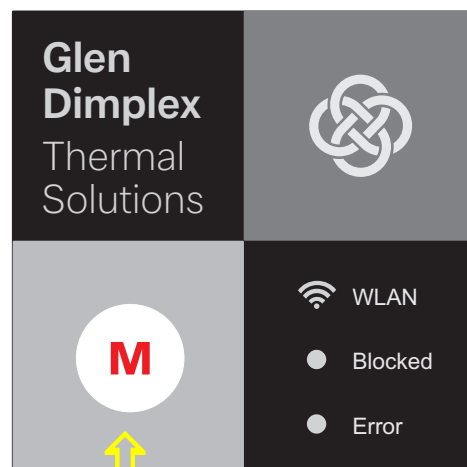 Glen
Dimplex
Thermal
Solutions
M
WLAN
Blocked
Error